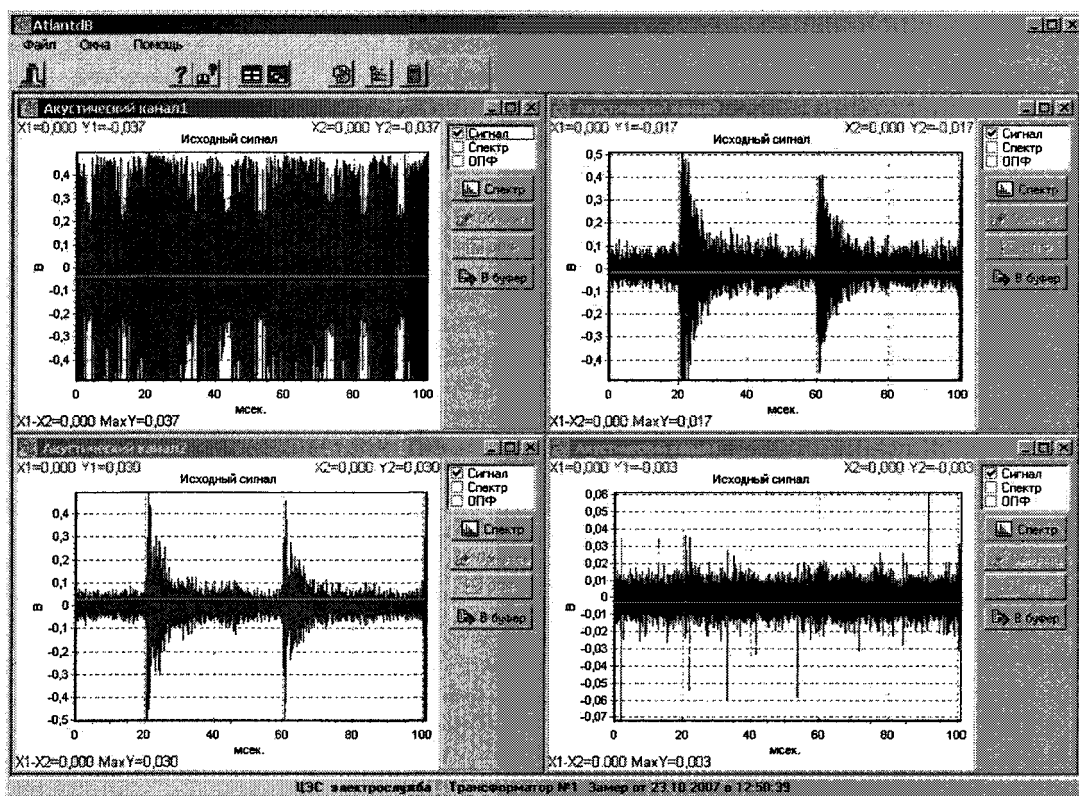 AtlantdB
Файл Окна Помощь
Акустический канал1
X1=0,000 Y1=-0,037 X2=0,000 Y2=-0,037
Исходный сигнал
Сигнал
Спектр
ОПФ
0,4
0,3
0,2
0,1
0
-0,1
-0,2
-0,3
-0,4
В
0 20 40 60 80 100
мсек.
X1-X2=0,000 MaxY=0,037
Спектр
В буфер
X1=0,000 Y1=-0,017 X2=0,000 Y2=-0,017
Исходный сигнал
Сигнал
Спектр
ОПФ
0,5
0,4
0,3
0,2
0,1
0
-0,1
-0,2
-0,3
-0,4
В
0 20 40 60 80 100
мсек.
X1-X2=0,000 MaxY=0,017
Спектр
В буфер
Акустический канал2
X1=0,000 Y1=0,030 X2=0,000 Y2=0,030
Исходный сигнал
Сигнал
Спектр
ОПФ
0,4
0,3
0,2
0,1
0
-0,1
-0,2
-0,3
-0,4
-0,5
В
0 20 40 60 80 100
мсек.
X1-X2=0,000 MaxY=0,030
Спектр
В буфер
X1=0,000 Y1=-0,003 X2=0,000 Y2=-0,003
Исходный сигнал
Сигнал
Спектр
ОПФ
0,06
0,05
0,04
0,03
0,02
0,01
0
-0,01
-0,02
-0,03
-0,04
-0,05
-0,06
-0,07
В
0 20 40 60 80 100
мсек.
X1-X2=0.000 MaxY=0,003
Спектр
В буфер
ЦЭС электрослужба Трансформатор №1 Замер от 23.10.2007 в 12:50:39